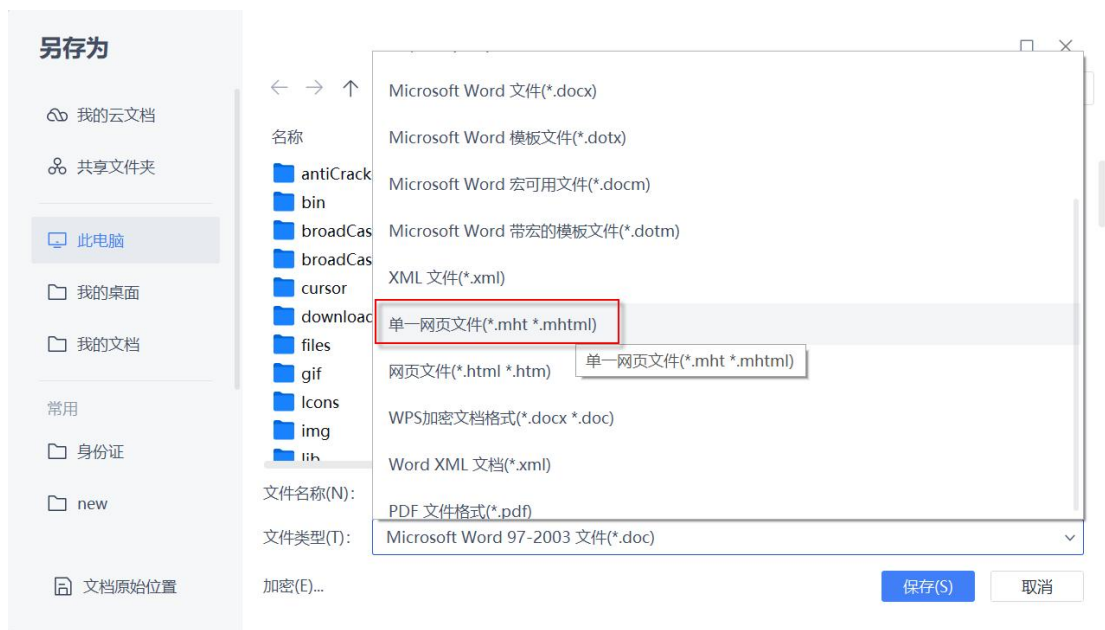 另存为
我的云文档
共享文件夹
此电脑
我的桌面
我的文档
常用
身份证
new
文档原始位置
名称
antiCrack
bin
broadCas
broadCas
cursor
download
files
gif
Icons
img
lib
Microsoft Word 文件(*.docx)
Microsoft Word 模板文件(*.dotx)
Microsoft Word 宏可用文件(*.docm)
Microsoft Word 带宏的模板文件(*.dotm)
XML 文件(*.xml)
单一网页文件(*.mht *.mhtml)
单一网页文件(*.mht *.mhtml)
网页文件(*.html *.htm)
WPS加密文档格式(*.docx *.doc)
Word XML 文档(*.xml)
PDF 文件格式(*.pdf)
文件名称(N):
文件类型(T): Microsoft Word 97-2003 文件(*.doc)
加密(E)... 保存(S) 取消